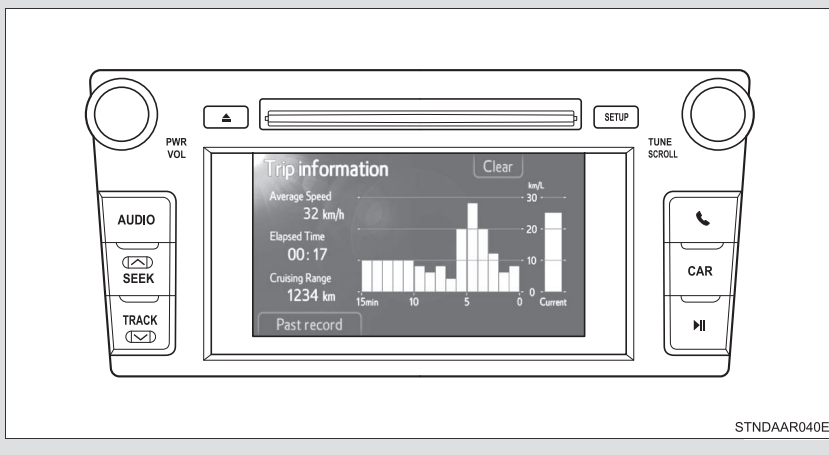 SETUP
PWR
VOL
TUNE
SCROLL
Trip information
Clear
Average Speed
32 km/h
Elapsed Time
00:17
Cruising Range
1234 km
Past record
km/L
30
20
10
0
15min 10 5 0 Current
AUDIO
SEEK
TRACK
CAR
STNDAAR040E